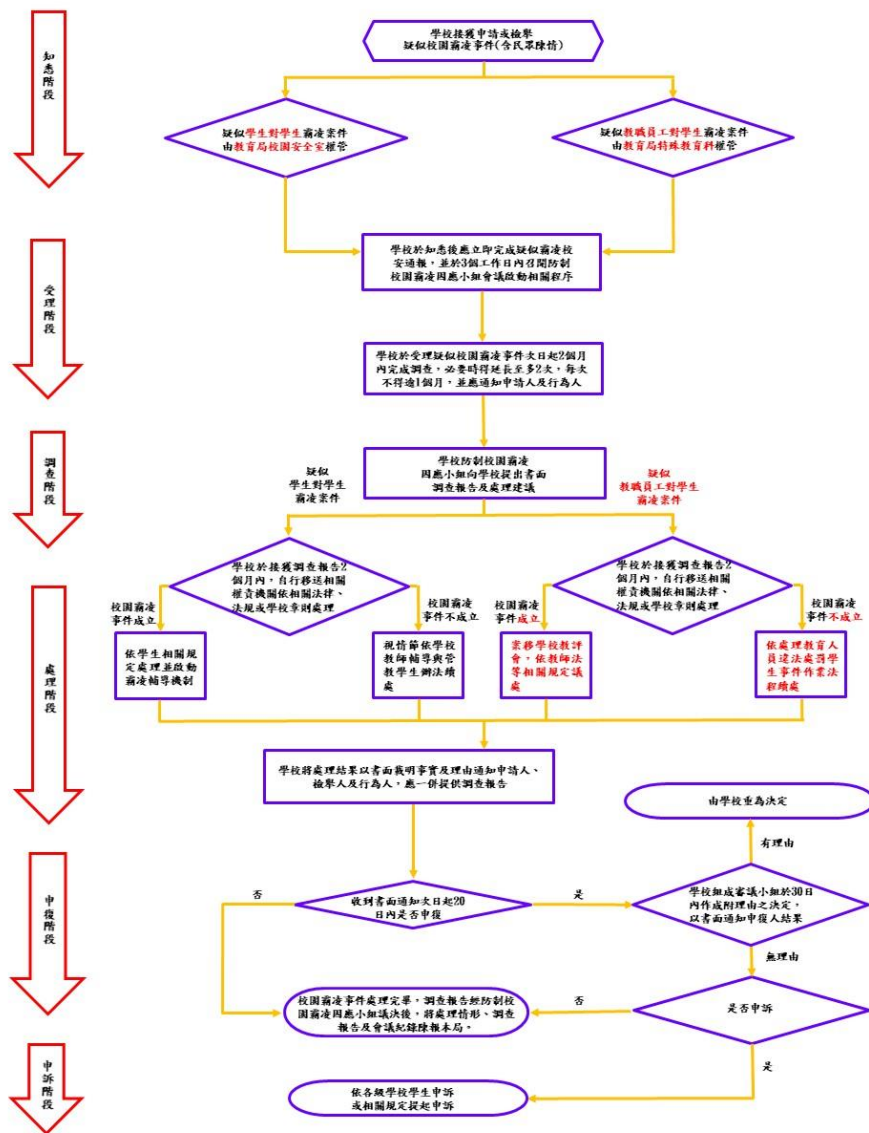 知悉階段
學校接獲申請或檢舉
疑似校園霸凌事件(含民眾陳情)
疑似學生對學生霸凌案件
由教育局校園安全室權管
疑似教職員工對學生霸凌案件
由教育局特殊教育科權管
受理階段
學校於知悉後應立即完成疑似霸凌校
安通報，並於3個工作日內召開防制
校園霸凌因應小組會議啟動相關程序
學校於受理疑似校園霸凌事件次日起2個月
內完成調查，必要時得延長至多2次，每次
不得逾1個月，並應通知申請人及行為人
調查階段
學校防制校園霸凌
因應小組向學校提出書面
調查報告及處理建議
疑似
學生對學生
霸凌案件
疑似
教職員工對學生
霸凌案件
處理階段
學校於接獲調查報告2
個月內，自行移送相關
權責機關依相關法律、
法規或學校章則處理
學校於接獲調查報告2
個月內，自行移送相關
權責機關依相關法律、
法規或學校章則處理
校園霸凌
事件成立
校園霸凌
事件不成立
校園霸凌
事件成立
校園霸凌
事件不成立
依學生相關規
定處理並啟動
霸凌輔導機制
視情節依學校
教師輔導與管
教學生辦法續
處
案移學校教評
會，依教師法
等相關規定議
處
依處理教育人
員違法處罰學
生事件作業法
程續處
學校將處理結果以書面載明事實及理由通知申請人、
檢舉人及行為人，應一併提供調查報告
由學校重為決定
有理由
申復階段
收到書面通知次日起20
日內是否申復
否
是
學校組成審議小組於30日
內作成附理由之決定，
以書面通知申復人結果
無理由
校園霸凌事件處理完畢，調查報告經防制校
園霸凌因應小組議決後，將處理情形、調查
報告及會議紀錄陳報本局。
否
是否申訴
是
申訴階段
依各級學校學生申訴
或相關規定提起申訴